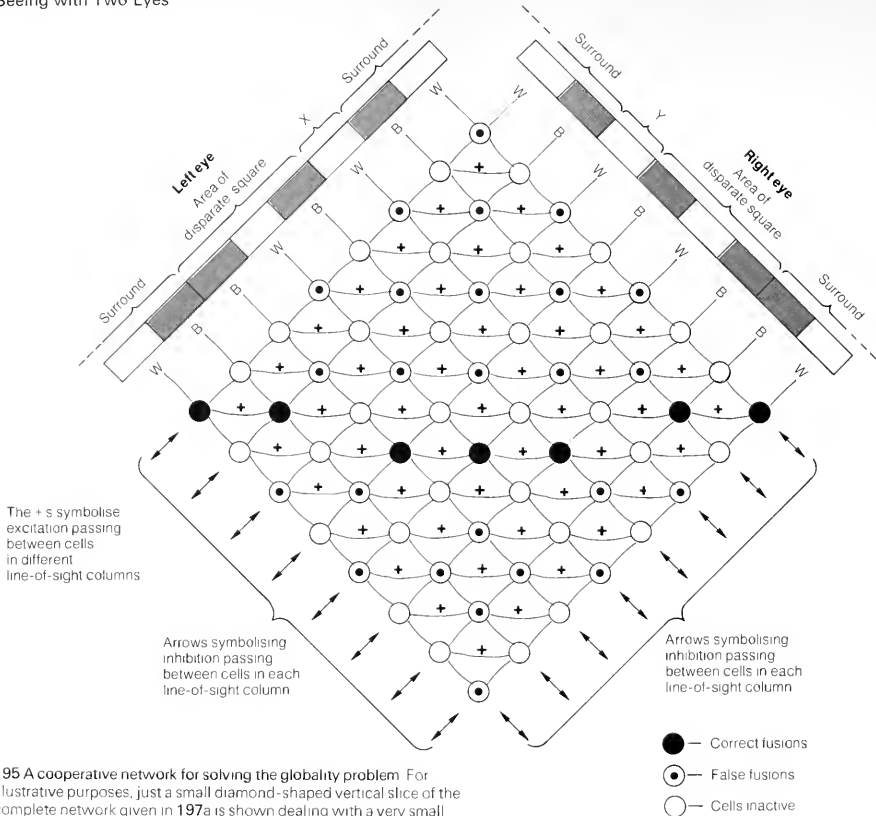 Seeing with Two Eyes
Surround
X
Left eye
Area of
disparate square
Surround
Surround
Y
Right eye
Area of
disparate square
Surround
W
B
W
B
W
B
B
W
W
B
W
B
W
B
B
W
The + s symbolise
excitation passing
between cells
in different
line-of-sight columns
Arrows symbolising
inhibition passing
between cells in each
line-of-sight column
Arrows symbolising
inhibition passing
between cells in each
line-of-sight column
Correct fusions
False fusions
Cells inactive
95 A cooperative network for solving the globality problem For
lustrative purposes, just a small diamond-shaped vertical slice of the
omplete network given in 197a is shown dealing with a very small